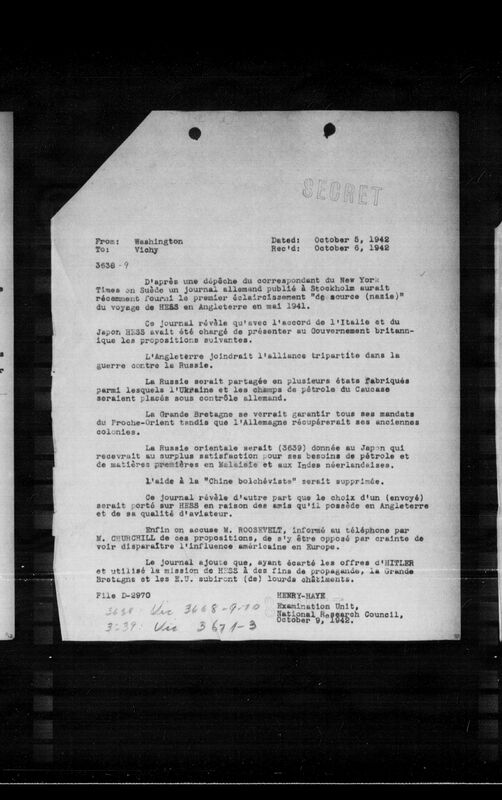 SECRET
From: Washington Dated: October 5, 1942
To: Vichy Rec'd: October 6, 1942
3638-9
D'après une dépêche du correspondant du New York
Times en Suède un journal allemand publié à Stockholm aurait
récemment fourni le premier éclaircissement "de source (nazie)"
du voyage de HESS en Angleterre en mai 1941.
Ce journal révèle qu'avec l'accord de l'Italie et du
Japon HESS avait été chargé de présenter au Gouvernement britann-
ique les propositions suivantes.
L'Angleterre joindrait l'alliance tripartite dans la
guerre contre la Russie.
La Russie serait partagée en plusieurs états fabriqués
parmi lesquels l'Ukraine et les champs de pétrole du Caucase
seraient placés sous contrôle allemand.
La Grande Bretagne se verrait garantir tous ses mandats
du Proche-Orient tandis que l'Allemagne récupérerait ses anciennes
colonies.
La Russie orientale serait (3639) donnée au Japon qui
recevrait au surplus satisfaction pour ses besoins de pétrole et
de matières premières en Malaisie et aux Indes néerlandaises.
L'aide à la "Chine bolchéviste" serait supprimée.
Ce journal révèle d'autre part que le choix d'un (envoyé)
serait porté sur HESS en raison des amis qu'il possède en Angleterre
et de sa qualité d'aviateur.
Enfin on accuse M. ROOSEVELT, informé au téléphone par
M. CHURCHILL de ces propositions, de s'y être opposé par crainte de
voir disparaître l'influence américaine en Europe.
Le journal ajoute que, ayant écarté les offres d'HITLER
et utilisé la mission de HESS à des fins de propagande, la Grande
Bretagne et les E.U. subiront (de) lourds châtiments.
File D-2970 HENRY-HAYE
3638: Vic 3668-9-70 Examination Unit,
National Research Council,
3639: Vic 3671-3 October 9, 1942.